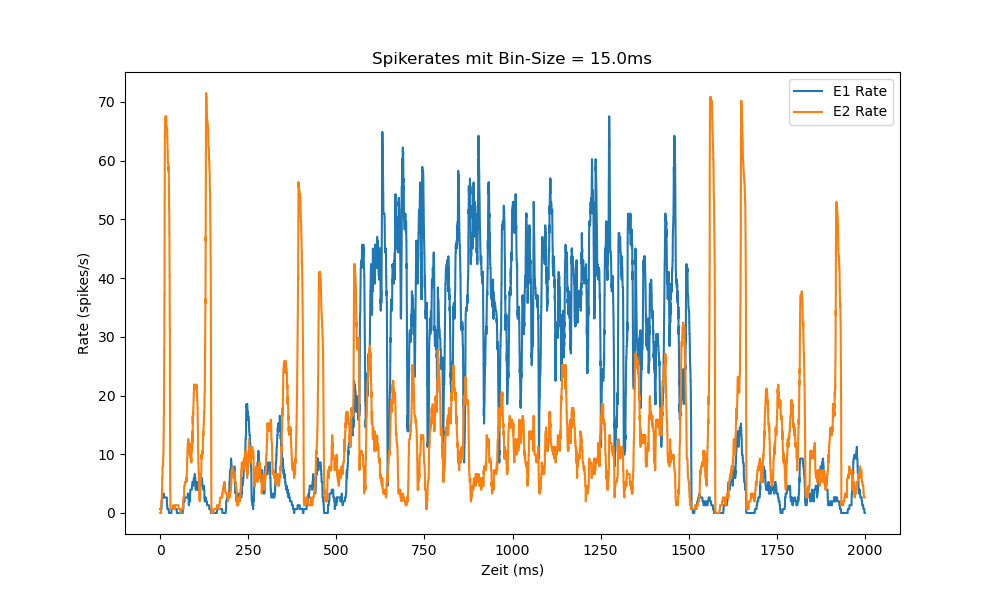 Spikerates mit Bin-Size = 15.0ms
E1 Rate
E2 Rate
Rate (spikes/s)
70
60
50
40
30
20
10
0
0 250 500 750 1000 1250 1500 1750 2000
Zeit (ms)